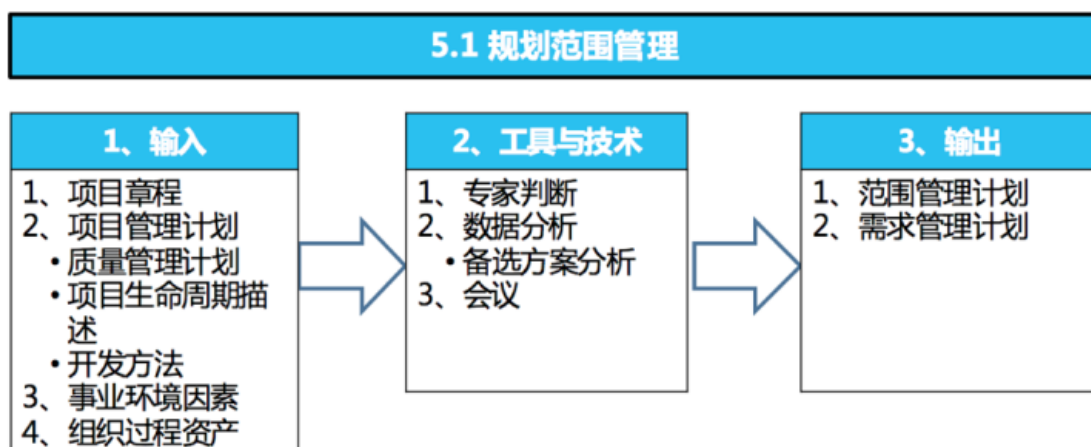 5.1 规划范围管理
1、输入
1、项目章程
2、项目管理计划
• 质量管理计划
• 项目生命周期描
述
• 开发方法
3、事业环境因素
4、组织过程资产
2、工具与技术
1、专家判断
2、数据分析
• 备选方案分析
3、会议
3、输出
1、范围管理计划
2、需求管理计划